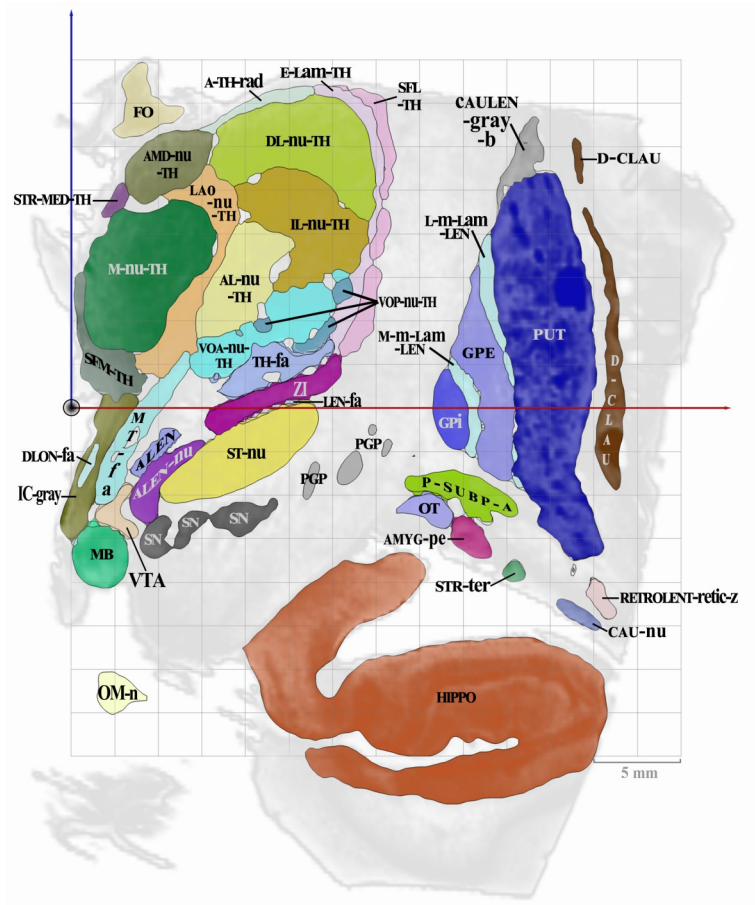 E-Lam-TH
A-TH-rad
SFL
-TH
CAULEN
-gray
-b
FO
DL-nu-TH
AMD-nu
-TH
D-CLAU
STR-MED-TH
LAO
-nu
-TH
IL-nu-TH
L-m-Lam
-LEN
M-nu-TH
AL-nu
-TH
VOP-nu-TH
PUT
M-m-Lam
-LEN
GPE
VOA-nu-
TH
TH-fa
SFM-TH
ZI
LEN-fa
D-CLAU
GPi
MT-fa
ALEN
PGP
DLON-fa
ALEN-nu
ST-nu
PGP
P-SUBP-A
IC-gray
OT
SN
SN
SN
AMYG-pe
MB
VTA
STR-ter
RETROLENT-retic-z
CAU-nu
OM-n
HIPPO
5 mm